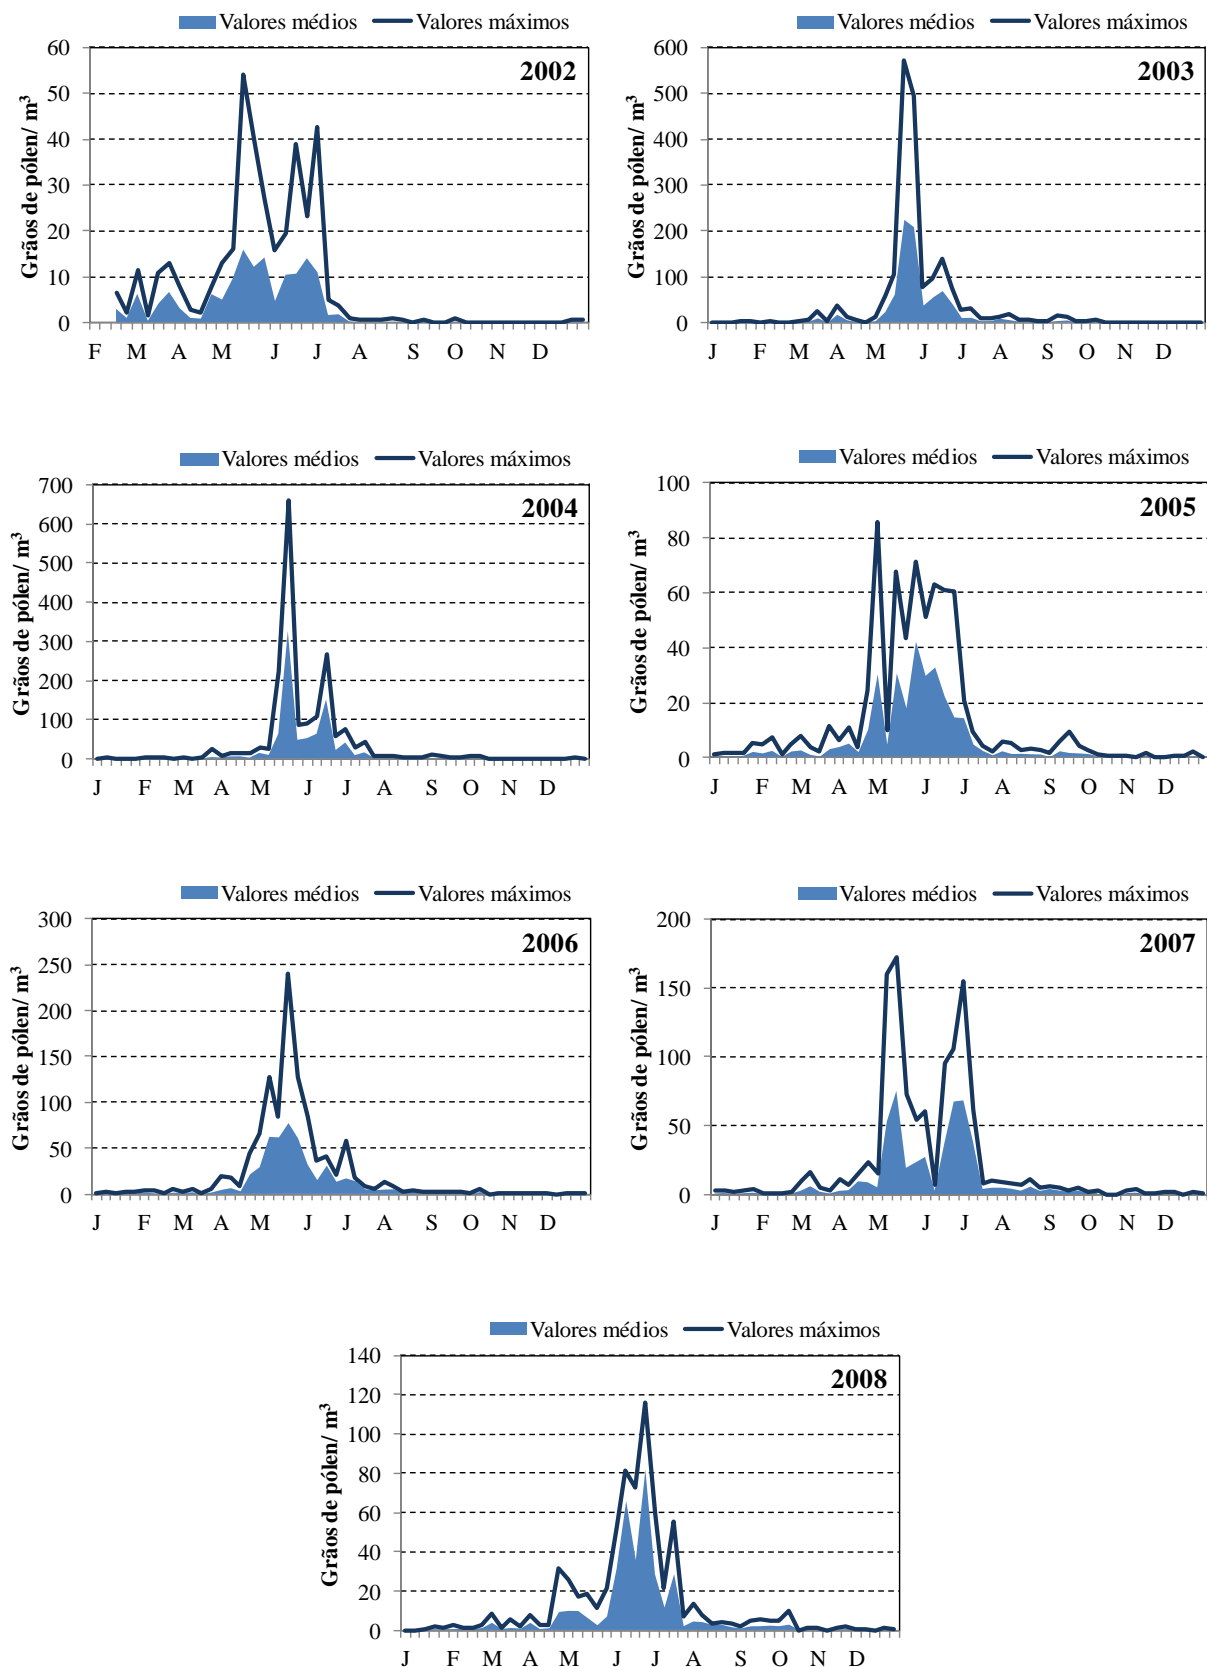 Valores médios Valores máximos
Grãos de pólen/ m³
2002
60
50
40
30
20
10
0
F M A M J J A S O N D
Valores médios Valores máximos
Grãos de pólen/ m³
2003
600
500
400
300
200
100
0
J F M A M J J A S O N D
Valores médios Valores máximos
Grãos de pólen/ m³
2004
700
600
500
400
300
200
100
0
J F M A M J J A S O N D
Valores médios Valores máximos
Grãos de pólen/ m³
2005
100
80
60
40
20
0
J F M A M J J A S O N D
Valores médios Valores máximos
Grãos de pólen/ m³
2006
300
250
200
150
100
50
0
J F M A M J J A S O N D
Valores médios Valores máximos
Grãos de pólen/ m³
2007
200
150
100
50
0
J F M A M J J A S O N D
Valores médios Valores máximos
Grãos de pólen/ m³
2008
140
120
100
80
60
40
20
0
J F M A M J J A S O N D